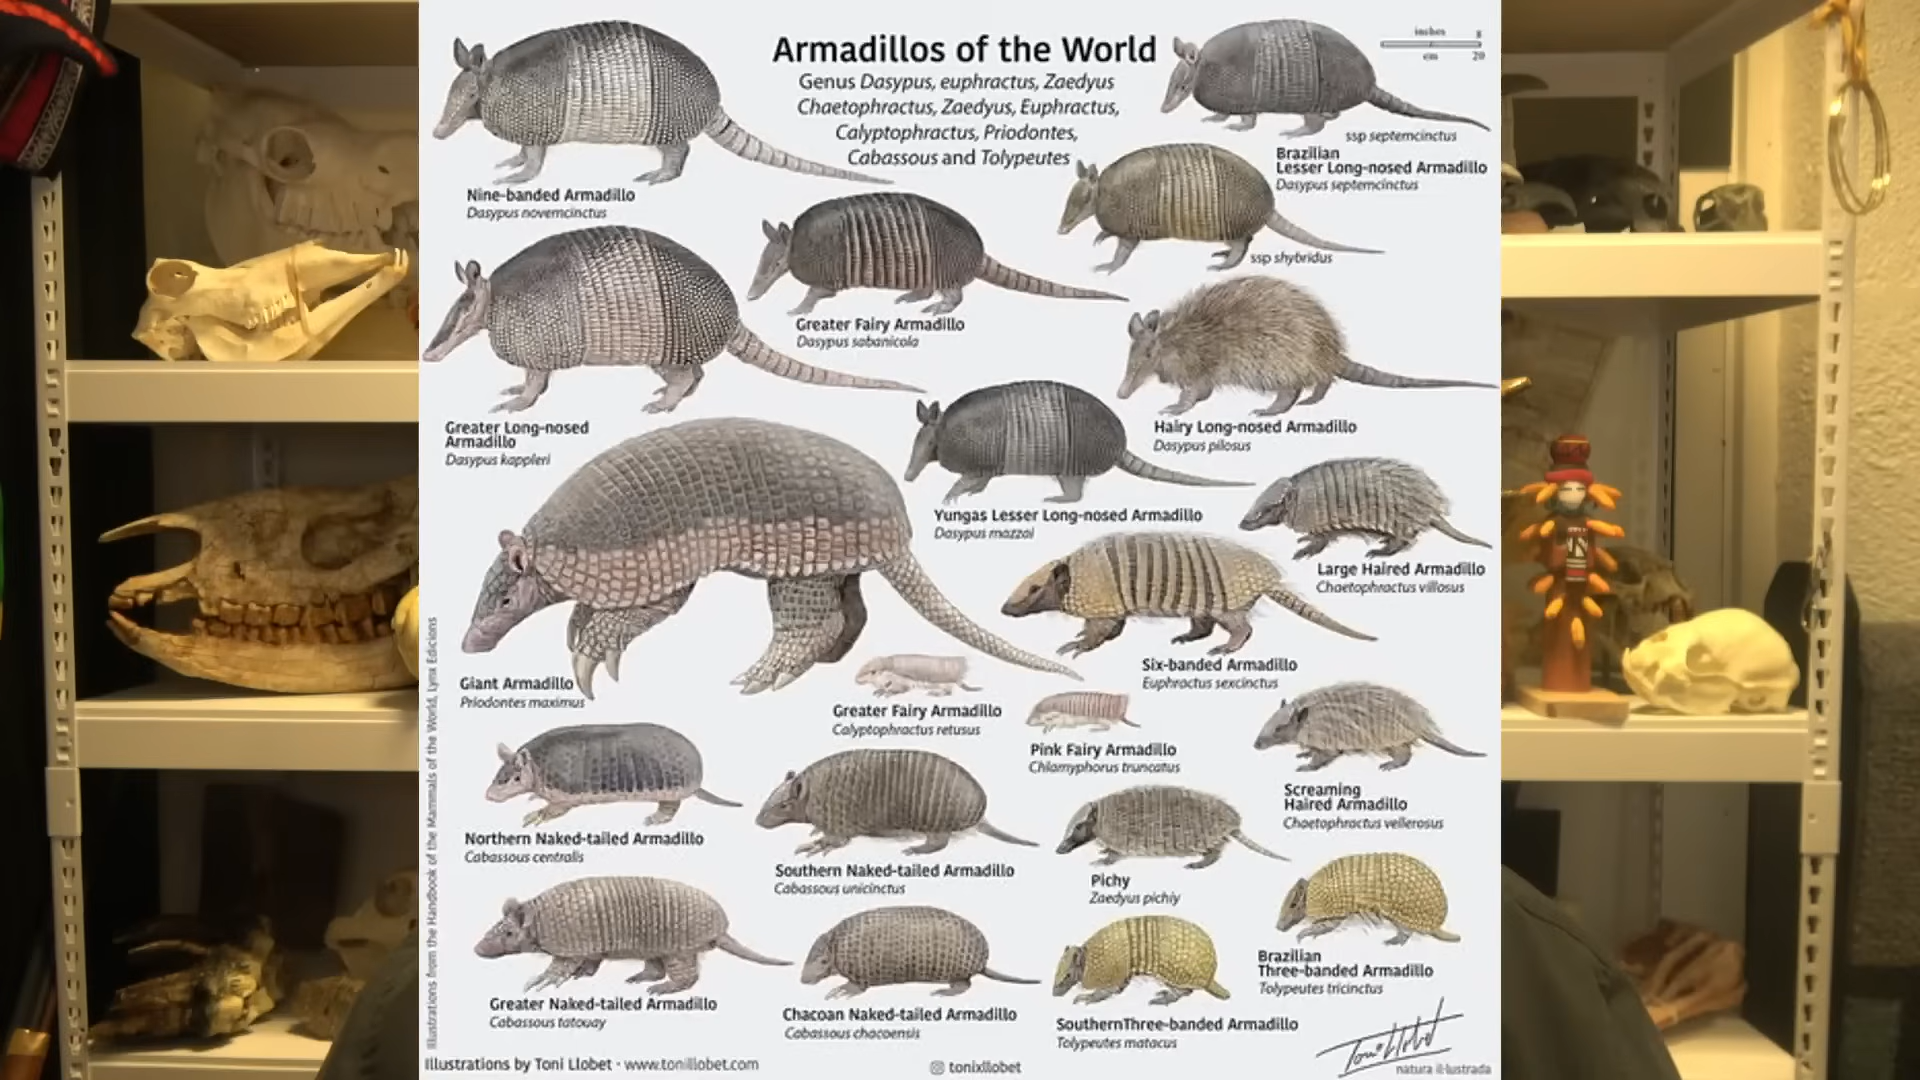 Armadillos of the World
Genus Dasypus, euphractus, Zaedyus
Chaetophractus, Zaedyus, Euphractus,
Calyptophractus, Priodontes,
Cabassous and Tolypeutes
inches 8
cm 20
Nine-banded Armadillo
Dasypus novemcinctus
ssp septemcinctus
Brazilian
Lesser Long-nosed Armadillo
Dasypus septemcinctus
ssp shybridus
Greater Fairy Armadillo
Dasypus sabanicola
Greater Long-nosed
Armadillo
Dasypus kappleri
Hairy Long-nosed Armadillo
Dasypus pilosus
Yungas Lesser Long-nosed Armadillo
Dasypus mazzai
Large Haired Armadillo
Chaetophractus villosus
Giant Armadillo
Priodontes maximus
Six-banded Armadillo
Euphractus sexcinctus
Greater Fairy Armadillo
Calyptophractus retusus
Pink Fairy Armadillo
Chlamyphorus truncatus
Screaming
Haired Armadillo
Chaetophractus vellerosus
Northern Naked-tailed Armadillo
Cabassous centralis
Southern Naked-tailed Armadillo
Cabassous unicinctus
Pichy
Zaedyus pichiy
Brazilian
Three-banded Armadillo
Tolypeutes tricinctus
Greater Naked-tailed Armadillo
Cabassous tatouay
Chacoan Naked-tailed Armadillo
Cabassous chacoensis
SouthernThree-banded Armadillo
Tolypeutes matacus
Illustrations from the Handbook of the Mammals of the World, Lynx Edicions
Illustrations by Toni Llobet · www.tonillobet.com
tonixllobet
Toni Llobet
natura il·lustrada